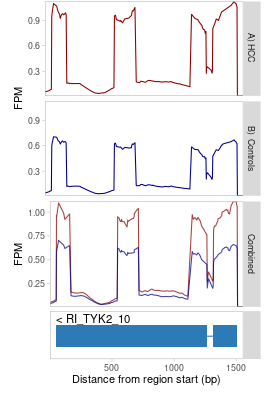 0.9
0.6
0.3
A) HCC
FPM
0.9
0.6
0.3
B) Controls
1.00
0.75
0.50
0.25
Combined
FPM
< RI_TYK2_10
500
1000
1500
Distance from region start (bp)